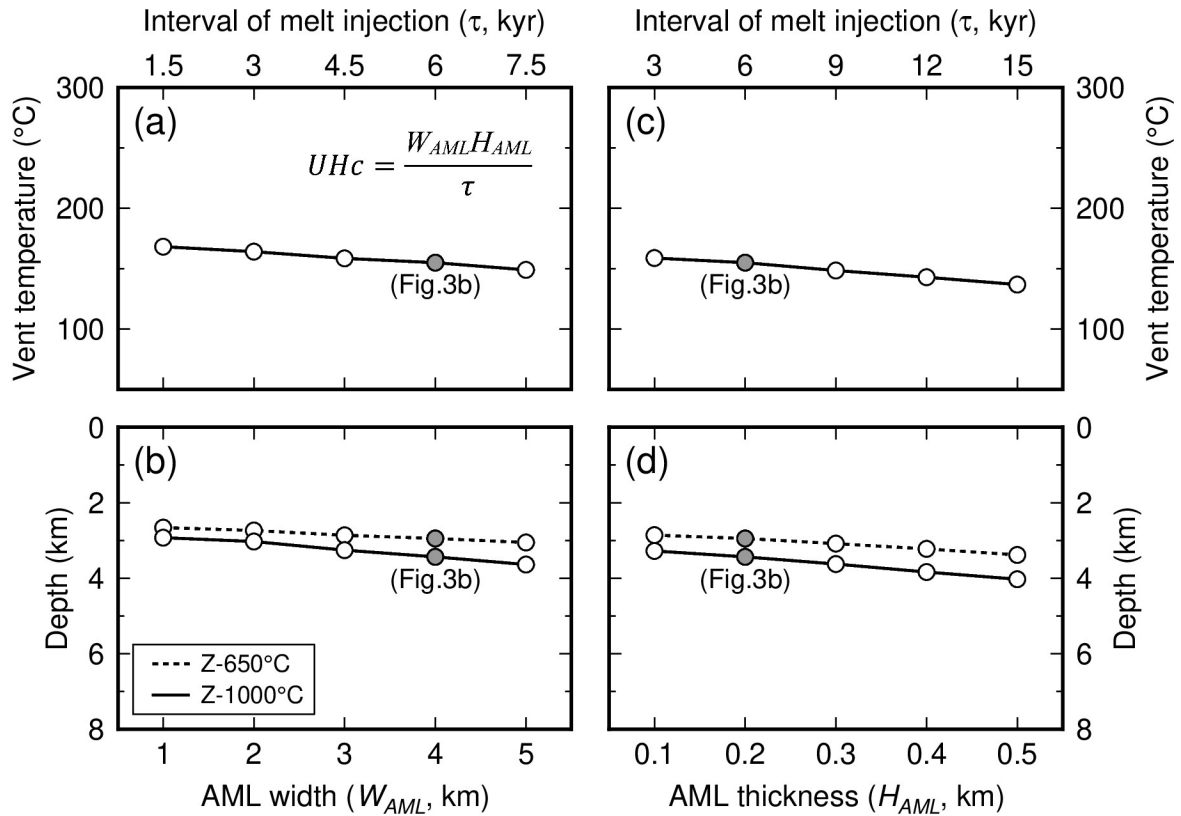 Interval of melt injection (τ, kyr)
1.5 3 4.5 6 7.5
Vent temperature (°C)
300
200
100
(a)
UHc = W_AML H_AML / τ
(Fig.3b)
Interval of melt injection (τ, kyr)
3 6 9 12 15
(c)
(Fig.3b)
300
200
100
Vent temperature (°C)
Depth (km)
0
2
4
6
8
(b)
(Fig.3b)
Z-650°C
Z-1000°C
1 2 3 4 5
AML width (W_AML, km)
(d)
(Fig.3b)
0
2
4
6
8
Depth (km)
0.1 0.2 0.3 0.4 0.5
AML thickness (H_AML, km)